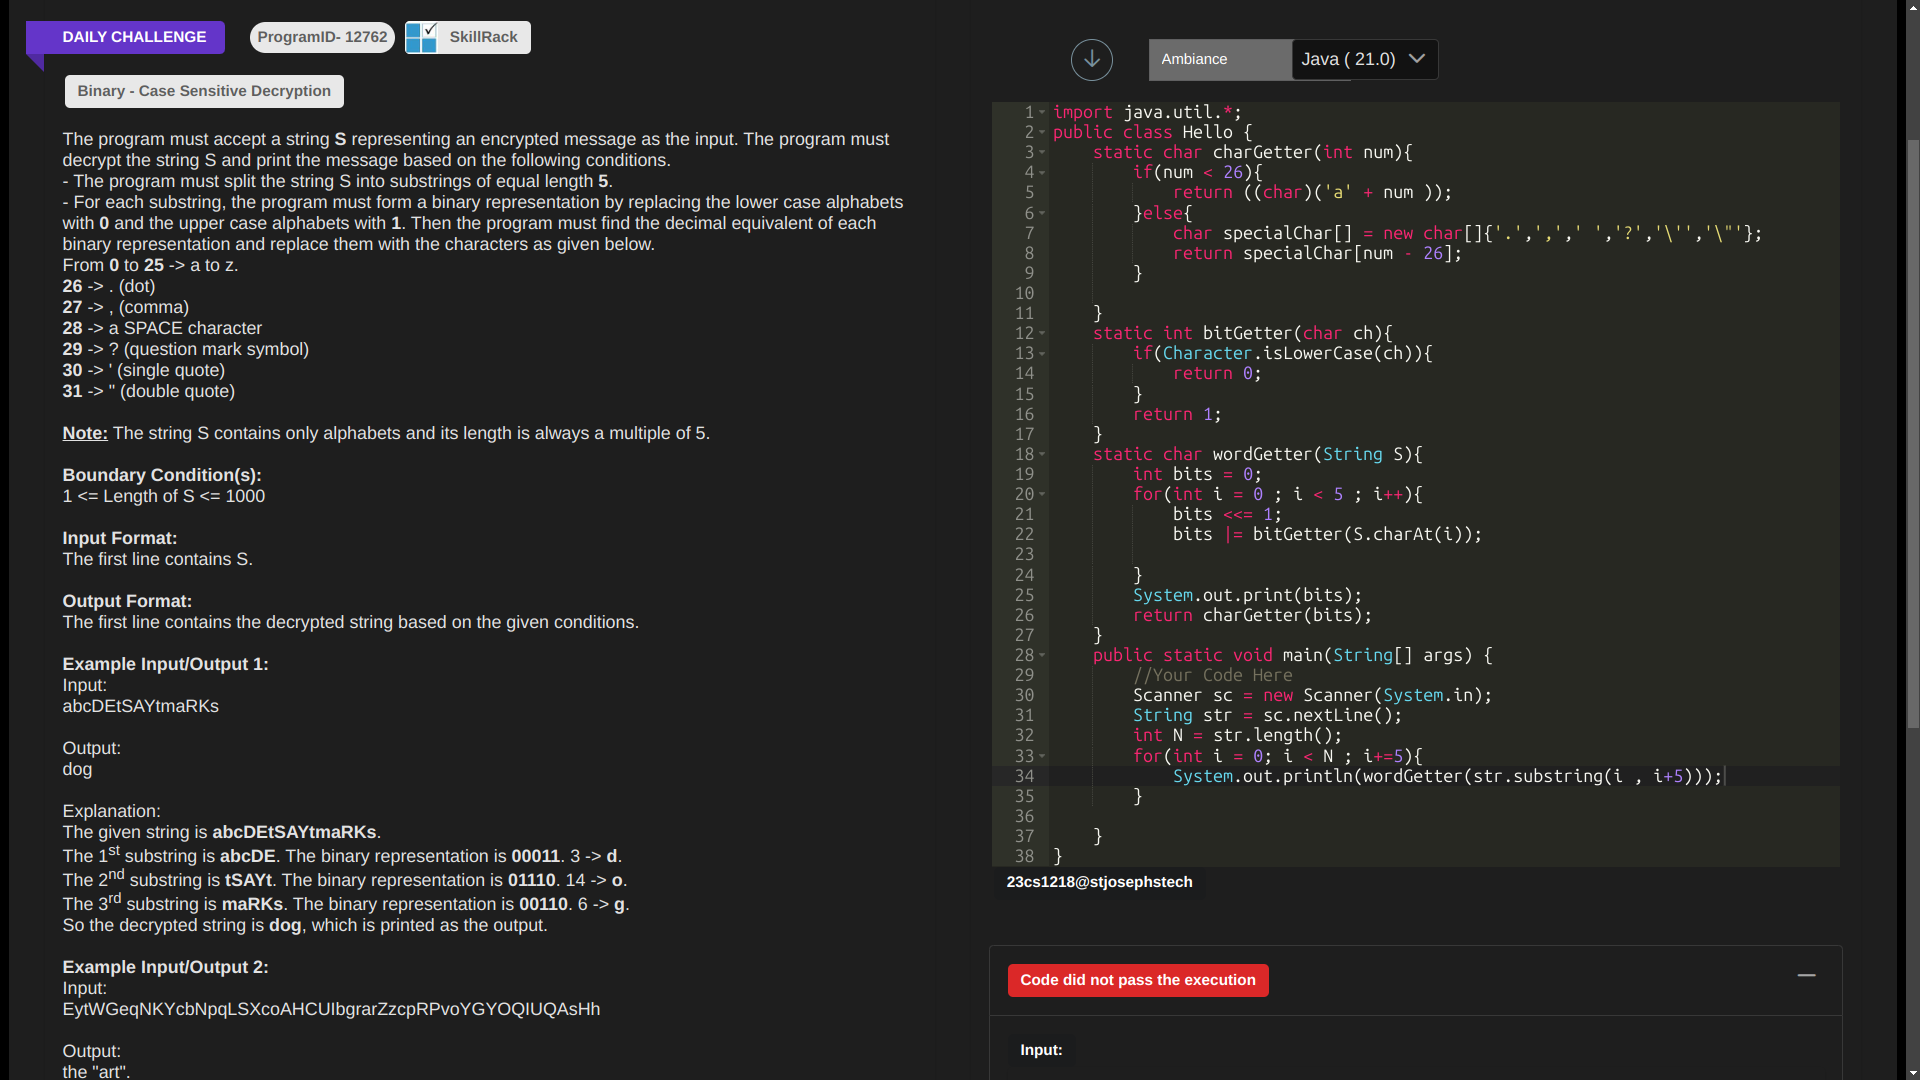 DAILY CHALLENGE
ProgramID- 12762
SkillRack
Binary - Case Sensitive Decryption
The program must accept a string S representing an encrypted message as the input. The program must
decrypt the string S and print the message based on the following conditions.
- The program must split the string S into substrings of equal length 5.
- For each substring, the program must form a binary representation by replacing the lower case alphabets
with 0 and the upper case alphabets with 1. Then the program must find the decimal equivalent of each
binary representation and replace them with the characters as given below.
From 0 to 25 -> a to z.
26 -> . (dot)
27 -> , (comma)
28 -> a SPACE character
29 -> ? (question mark symbol)
30 -> ' (single quote)
31 -> " (double quote)
Note: The string S contains only alphabets and its length is always a multiple of 5.
Boundary Condition(s):
1 <= Length of S <= 1000
Input Format:
The first line contains S.
Output Format:
The first line contains the decrypted string based on the given conditions.
Example Input/Output 1:
Input:
abcDEtSAYtmaRKs
Output:
dog
Explanation:
The given string is abcDEtSAYtmaRKs.
The 1st substring is abcDE. The binary representation is 00011. 3 -> d.
The 2nd substring is tSAYt. The binary representation is 01110. 14 -> o.
The 3rd substring is maRKs. The binary representation is 00110. 6 -> g.
So the decrypted string is dog, which is printed as the output.
Example Input/Output 2:
Input:
EytWGeqNKYcbNpqLSXcoAHCUIbgrarZzcpRPvoYGYOQIUQAsHh
Output:
the "art".
Ambiance
Java ( 21.0)
1 import java.util.*;
2 public class Hello {
3 static char charGetter(int num){
4 if(num < 26){
5 return ((char)('a' + num ));
6 }else{
7 char specialChar[] = new char[]{'.',',',' ','?','\'','\"'};
8 return specialChar[num - 26];
9 }
10
11 }
12 static int bitGetter(char ch){
13 if(Character.isLowerCase(ch)){
14 return 0;
15 }
16 return 1;
17 }
18 static char wordGetter(String S){
19 int bits = 0;
20 for(int i = 0 ; i < 5 ; i++){
21 bits <<= 1;
22 bits |= bitGetter(S.charAt(i));
23
24 }
25 System.out.print(bits);
26 return charGetter(bits);
27 }
28 public static void main(String[] args) {
29 //Your Code Here
30 Scanner sc = new Scanner(System.in);
31 String str = sc.nextLine();
32 int N = str.length();
33 for(int i = 0; i < N ; i+=5){
34 System.out.println(wordGetter(str.substring(i , i+5)));
35 }
36
37 }
38 }
23cs1218@stjosephstech
Code did not pass the execution
Input: